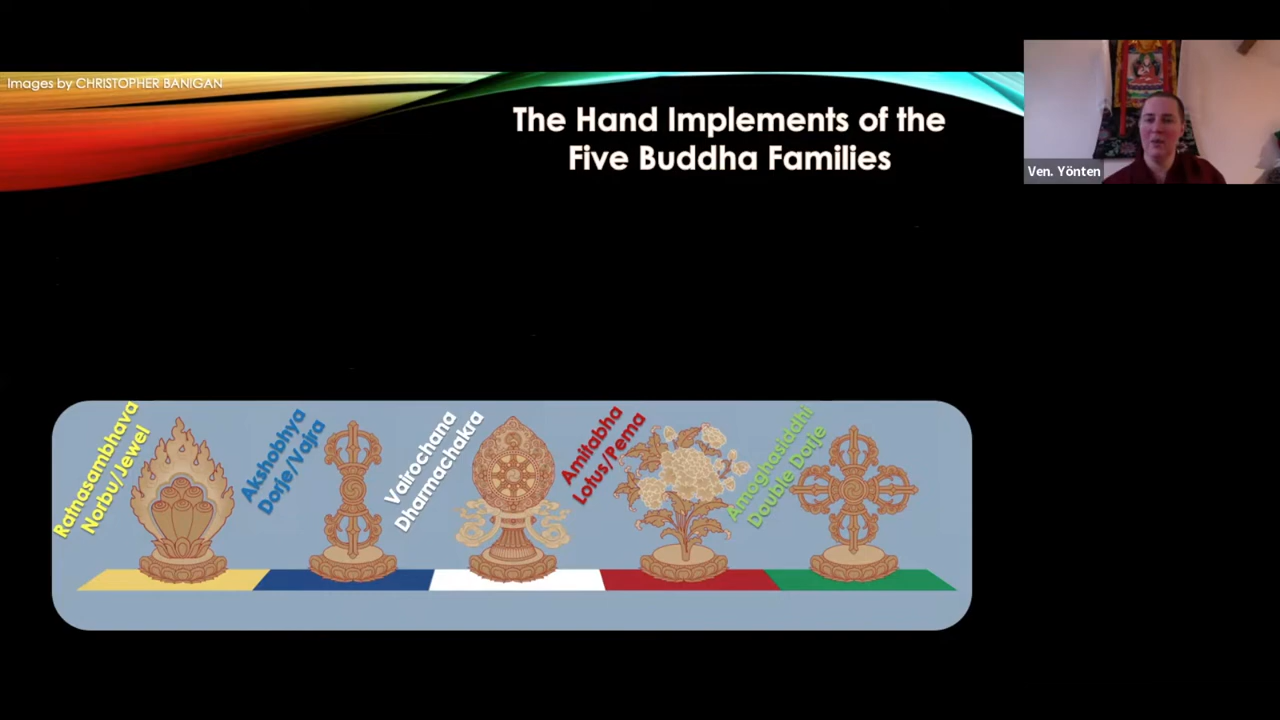 Images by CHRISTOPHER BANIGAN
The Hand Implements of the
Five Buddha Families
Ven. Yönten
Ratnasambhava
Norbu/Jewel
Akshobhya
Dorje/Vajra
Vairochana
Dharmachakra
Amitabha
Lotus/Pema
Amoghasiddhi
Double Dorje